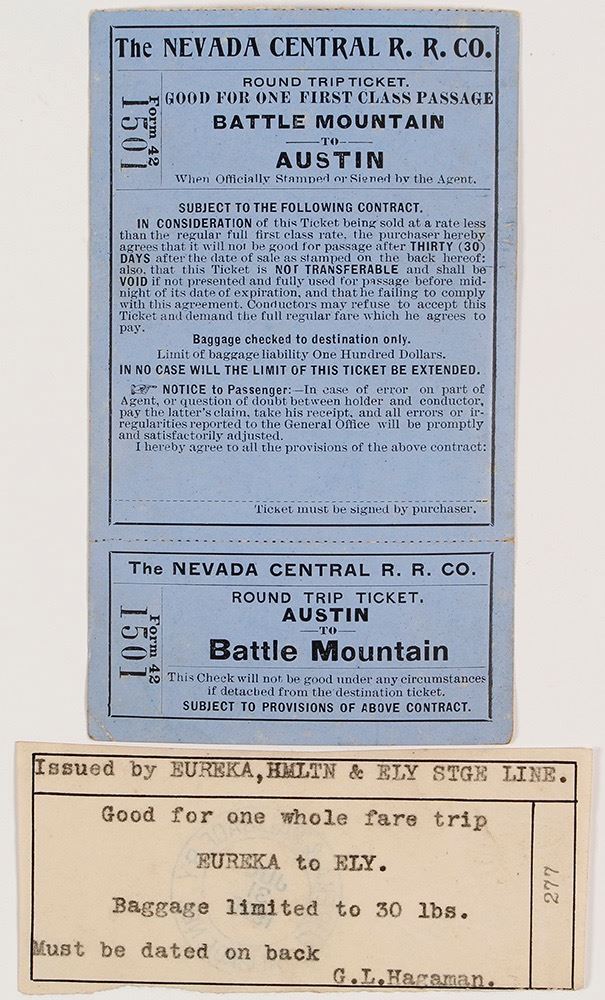 The NEVADA CENTRAL R. R. CO.
ROUND TRIP TICKET.
GOOD FOR ONE FIRST CLASS PASSAGE
BATTLE MOUNTAIN
—TO—
AUSTIN
When Officially Stamped or Signed by the Agent.
Form 42
1501
SUBJECT TO THE FOLLOWING CONTRACT.
IN CONSIDERATION of this Ticket being sold at a rate less
than the regular full first class rate, the purchaser hereby
agrees that it will not be good for passage after THIRTY (30)
DAYS after the date of sale as stamped on the back hereof:
also, that this Ticket is NOT TRANSFERABLE and shall be
VOID if not presented and fully used for passage before mid-
night of its date of expiration, and that he failing to comply
with this agreement. Conductors may refuse to accept this
Ticket and demand the full regular fare which he agrees to
pay.
Baggage checked to destination only.
Limit of baggage liability One Hundred Dollars.
IN NO CASE WILL THE LIMIT OF THIS TICKET BE EXTENDED.
☞ NOTICE to Passenger:—In case of error on part of
Agent, or question of doubt between holder and conductor,
pay the latter's claim, take his receipt, and all errors or ir-
regularities reported to the General Office will be promptly
and satisfactorily adjusted.
I hereby agree to all the provisions of the above contract:
Ticket must be signed by purchaser.
The NEVADA CENTRAL R. R. CO.
ROUND TRIP TICKET.
AUSTIN
—TO—
Battle Mountain
Form 42
1501
This Check will not be good under any circumstances
if detached from the destination ticket.
SUBJECT TO PROVISIONS OF ABOVE CONTRACT.
Issued by EUREKA, HMLTN & ELY STGE LINE.
Good for one whole fare trip
EUREKA to ELY.
Baggage limited to 30 lbs.
Must be dated on back
G.L.Hagaman.
277